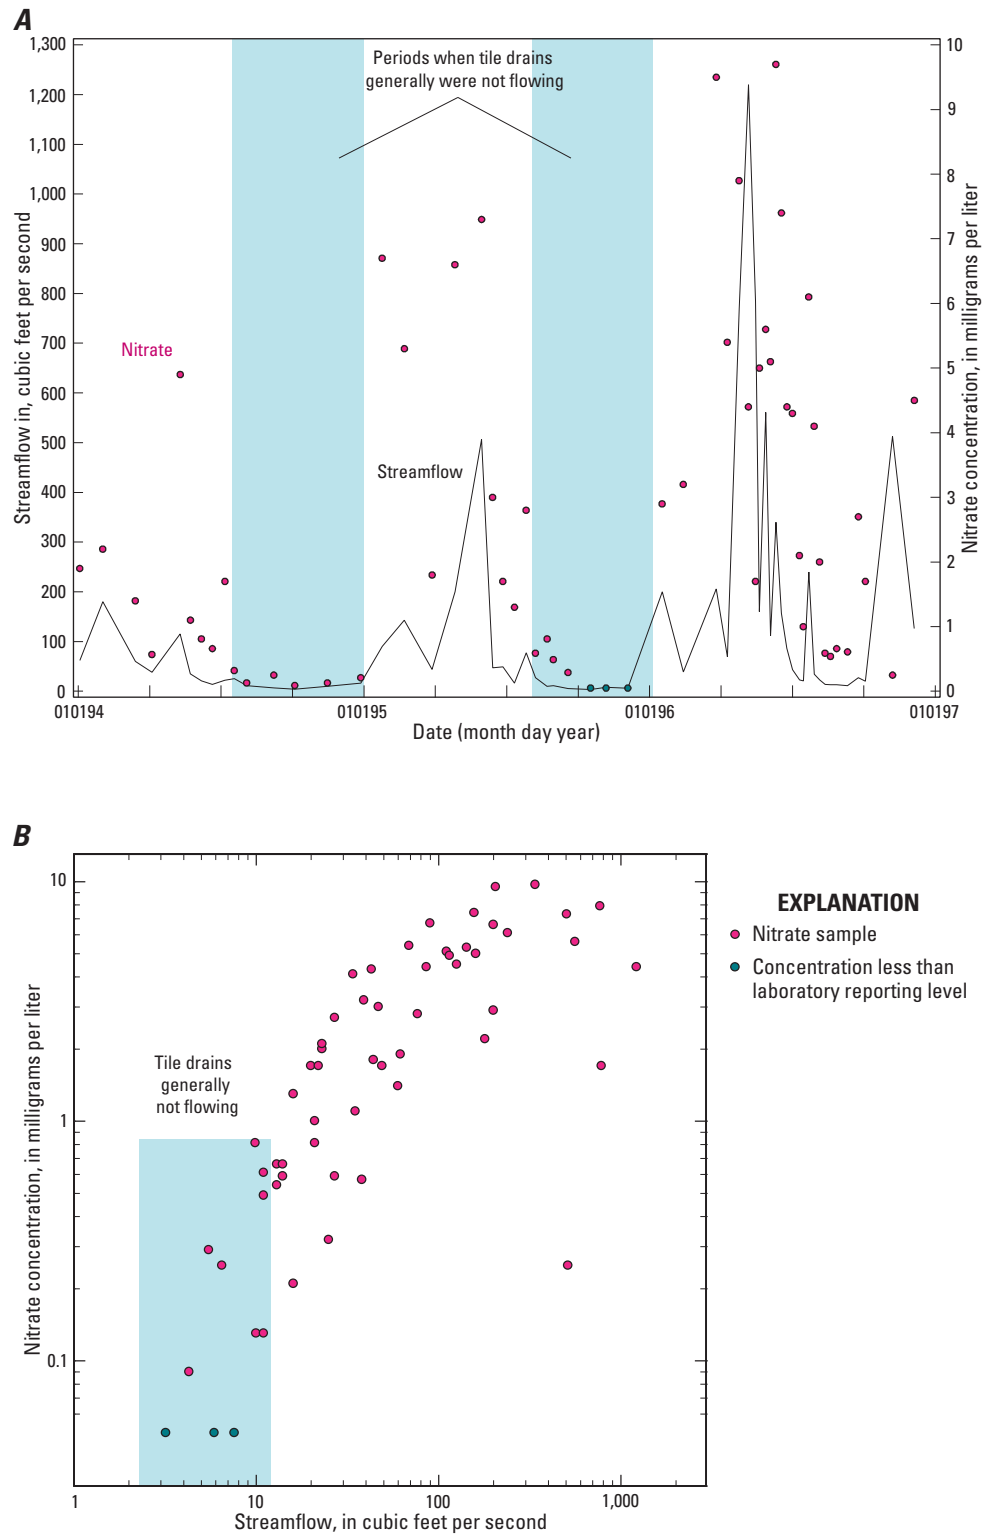 A
1,300
1,200
1,100
1,000
900
800
700
600
500
400
300
200
100
0
Streamflow in, cubic feet per second
Periods when tile drains
generally were not flowing
Nitrate
Streamflow
10
9
8
7
6
5
4
3
2
1
0
Nitrate concentration, in milligrams per liter
010194
010195
010196
010197
Date (month day year)
B
10
1
0.1
Nitrate concentration, in milligrams per liter
Tile drains
generally
not flowing
1
10
100
1,000
Streamflow, in cubic feet per second
EXPLANATION
Nitrate sample
Concentration less than
laboratory reporting level